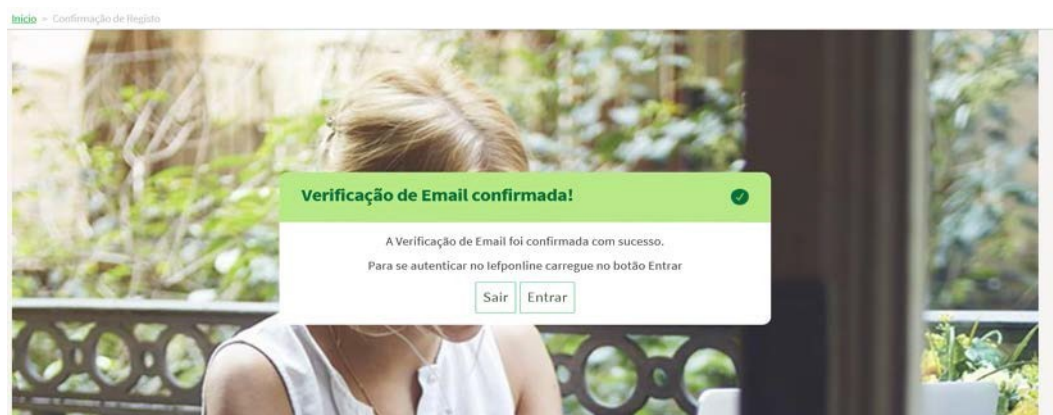 Início » Confirmação de Registo
Verificação de Email confirmada!
A Verificação de Email foi confirmada com sucesso.
Para se autenticar no Iefponline carregue no botão Entrar
Sair Entrar